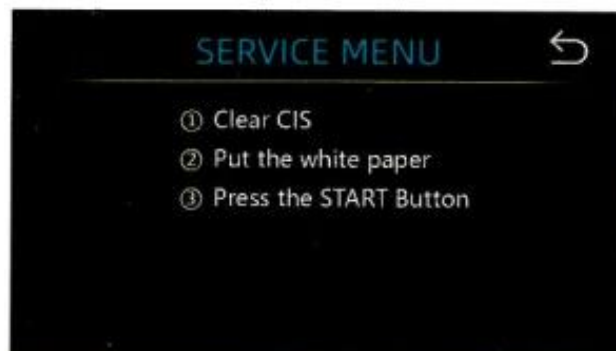 SERVICE MENU
① Clear CIS
② Put the white paper
③ Press the START Button